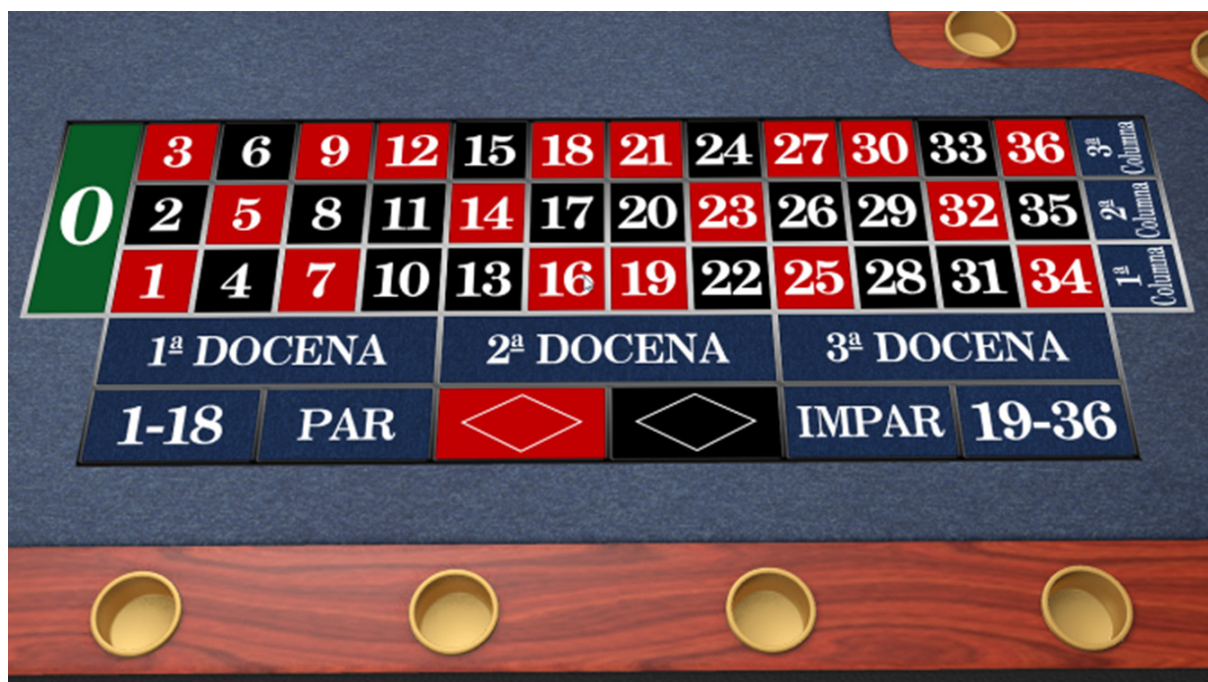 0
3 6 9 12 15 18 21 24 27 30 33 36 3ª Columna
2 5 8 11 14 17 20 23 26 29 32 35 2ª Columna
1 4 7 10 13 16 19 22 25 28 31 34 1ª Columna
1ª DOCENA 2ª DOCENA 3ª DOCENA
1-18 PAR IMPAR 19-36